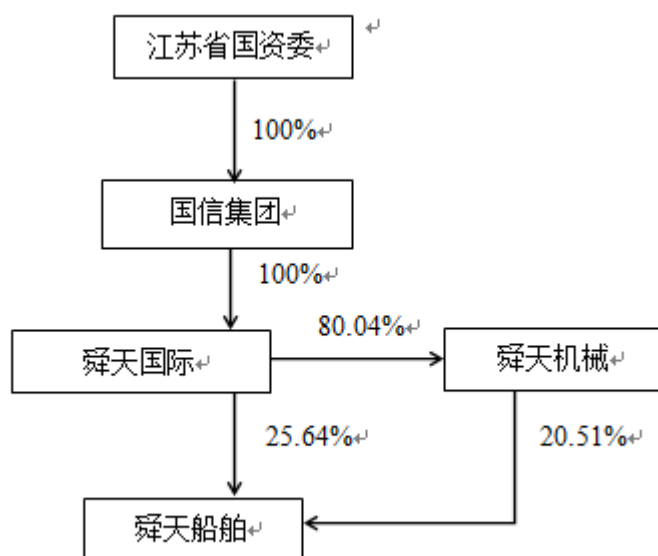 江苏省国资委
100%
国信集团
100%
80.04%
舜天国际
舜天机械
25.64%
20.51%
舜天船舶